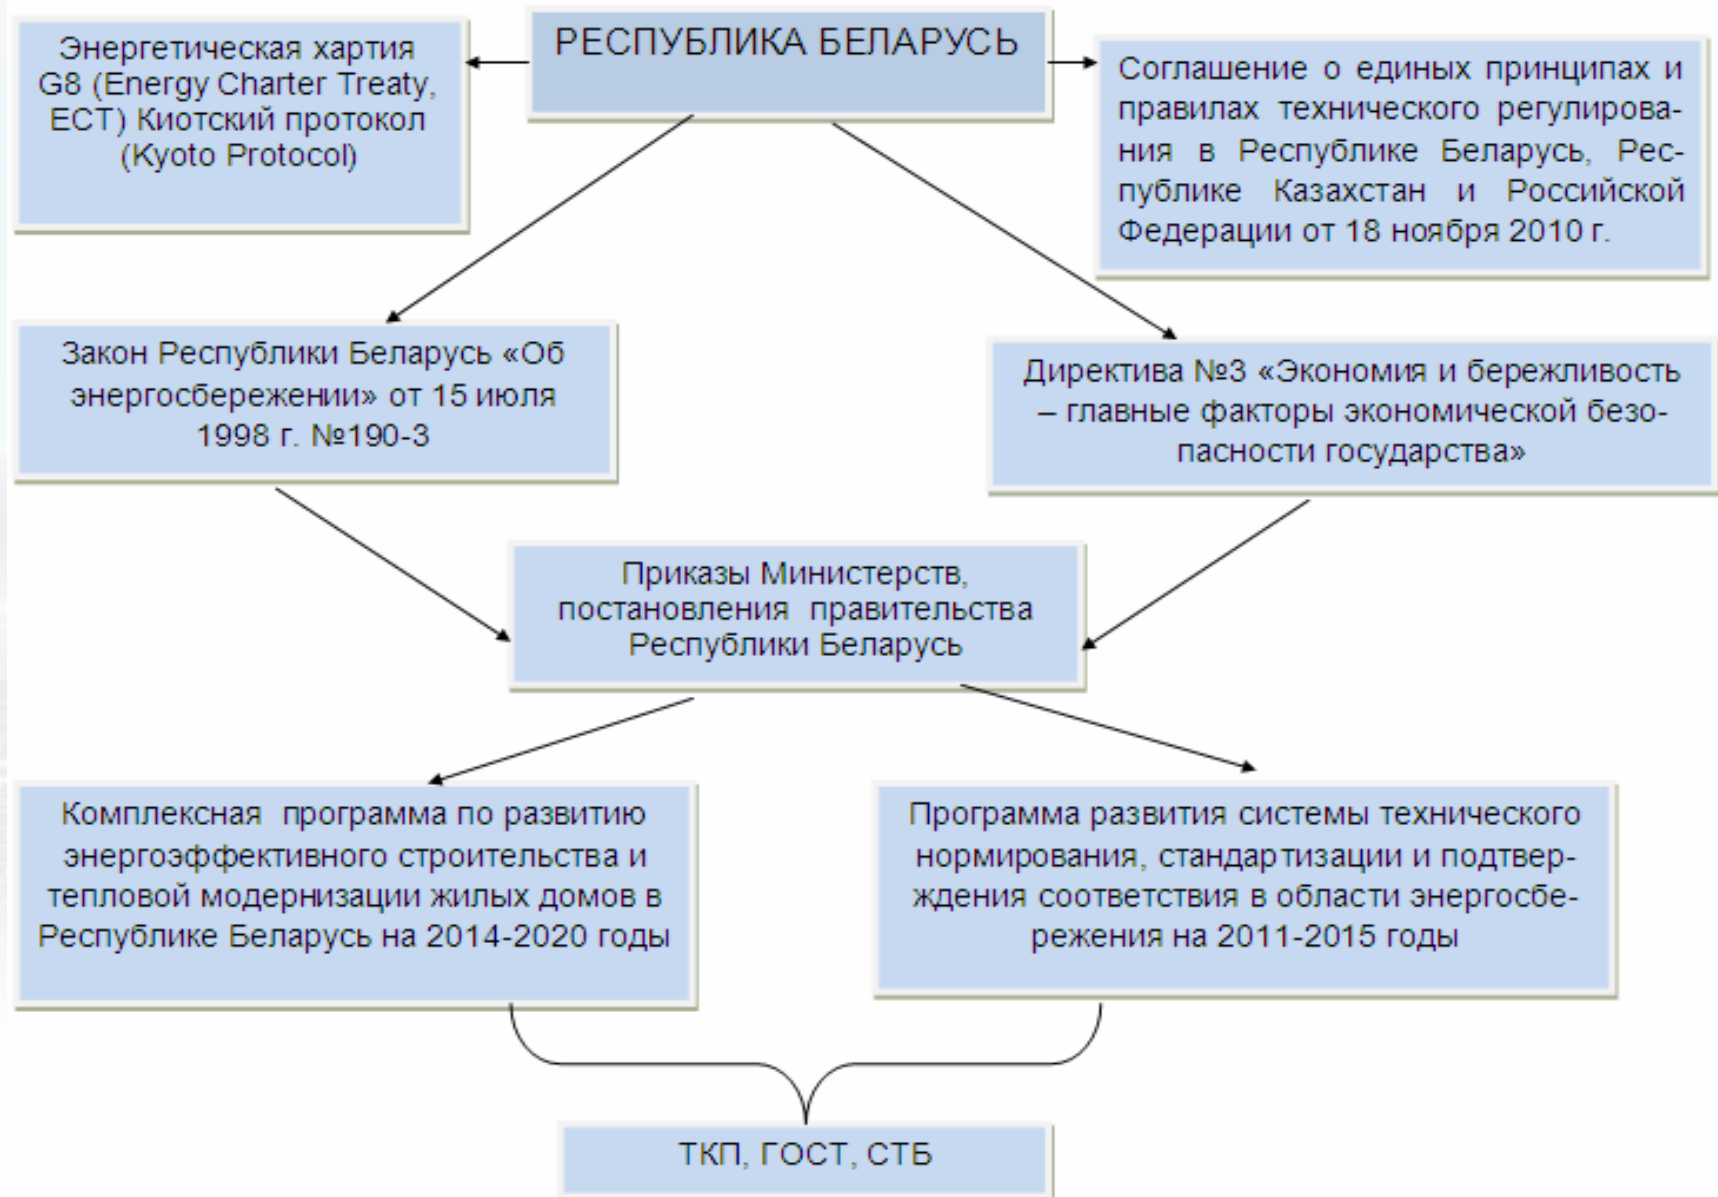 РЕСПУБЛИКА БЕЛАРУСЬ
Энергетическая хартия
G8 (Energy Charter Treaty,
ECT) Киотский протокол
(Kyoto Protocol)
Соглашение о единых принципах и
правилах технического регулирова-
ния в Республике Беларусь, Рес-
публике Казахстан и Российской
Федерации от 18 ноября 2010 г.
Закон Республики Беларусь «Об
энергосбережении» от 15 июля
1998 г. №190-3
Директива №3 «Экономия и бережливость
– главные факторы экономической безо-
пасности государства»
Приказы Министерств,
постановления правительства
Республики Беларусь
Комплексная программа по развитию
энергоэффективного строительства и
тепловой модернизации жилых домов в
Республике Беларусь на 2014-2020 годы
Программа развития системы технического
нормирования, стандартизации и подтвер-
ждения соответствия в области энергосбе-
режения на 2011-2015 годы
ТКП, ГОСТ, СТБ